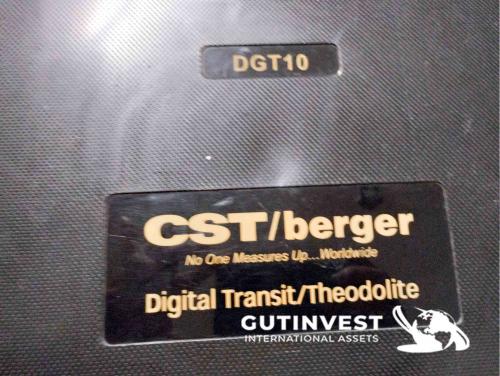 DGT10
CST/berger
No One Measures Up...Worldwide
Digital Transit/Theodolite
GUTINVEST
INTERNATIONAL ASSETS